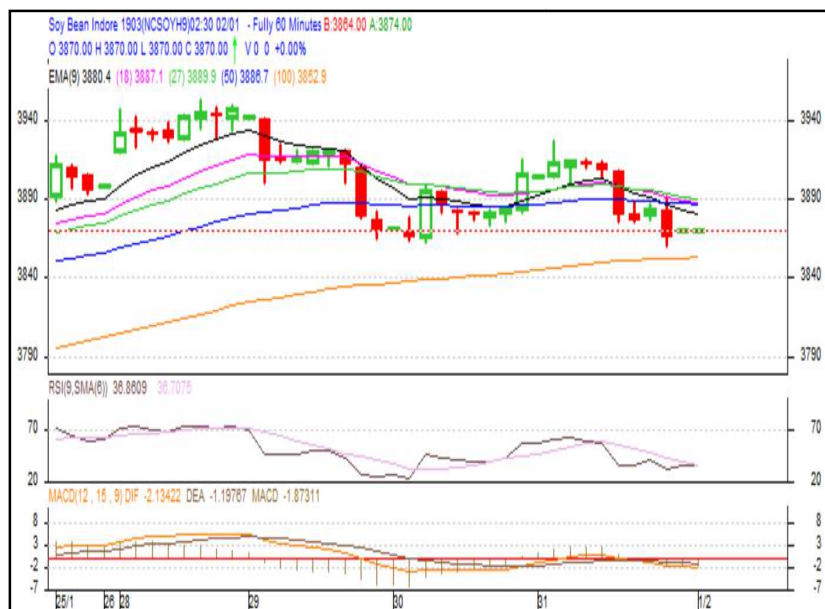 Soy Bean Indore 1903(NCSOYH9)02:30 02/01 - Fully 60 Minutes B:3864.00 A:3874.00
O 3870.00 H 3870.00 L 3870.00 C 3870.00 V 0 0 +0.00%
EMA(9) 3880.4 (18) 3887.1 (27) 3889.9 (50) 3886.7 (100) 3852.9
3940 3940
3890 3890
3840 3840
3790 3790
RSI(9,SMA(6)) 36.8609 36.7075
70 70
20 20
MACD(12 , 15 , 9) DIF -2.13422 DEA -1.19767 MACD -1.87311
8 8
3 3
-2 -2
-7 -7
25/1 26 28 29 30 31 1/2